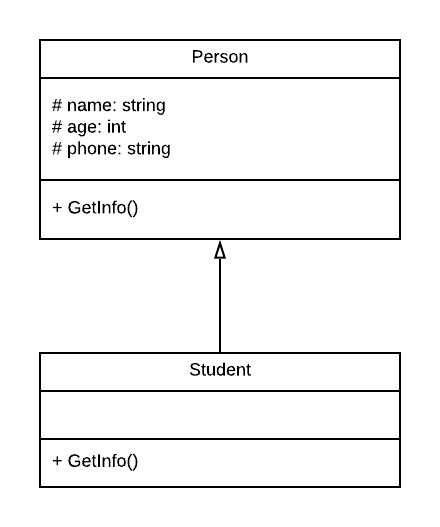 Person
# name: string
# age: int
# phone: string
+ GetInfo()
Student
+ GetInfo()